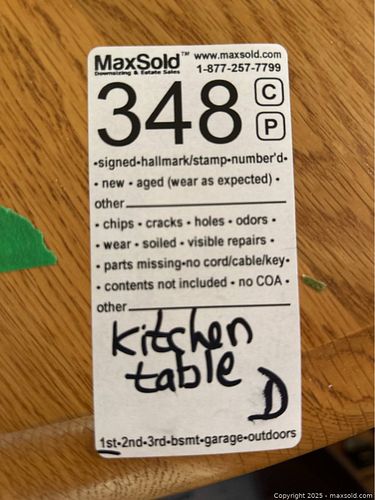 MaxSold™ www.maxsold.com
Downsizing & Estate Sales 1-877-257-7799
348 C
P
•signed•hallmark/stamp•number'd•
• new • aged (wear as expected) •
other
• chips • cracks • holes • odors •
• wear • soiled • visible repairs •
• parts missing•no cord/cable/key•
• contents not included • no COA •
other
Kitchen
table
D
1st•2nd•3rd•bsmt•garage•outdoors
Copyright 2025 - maxsold.com